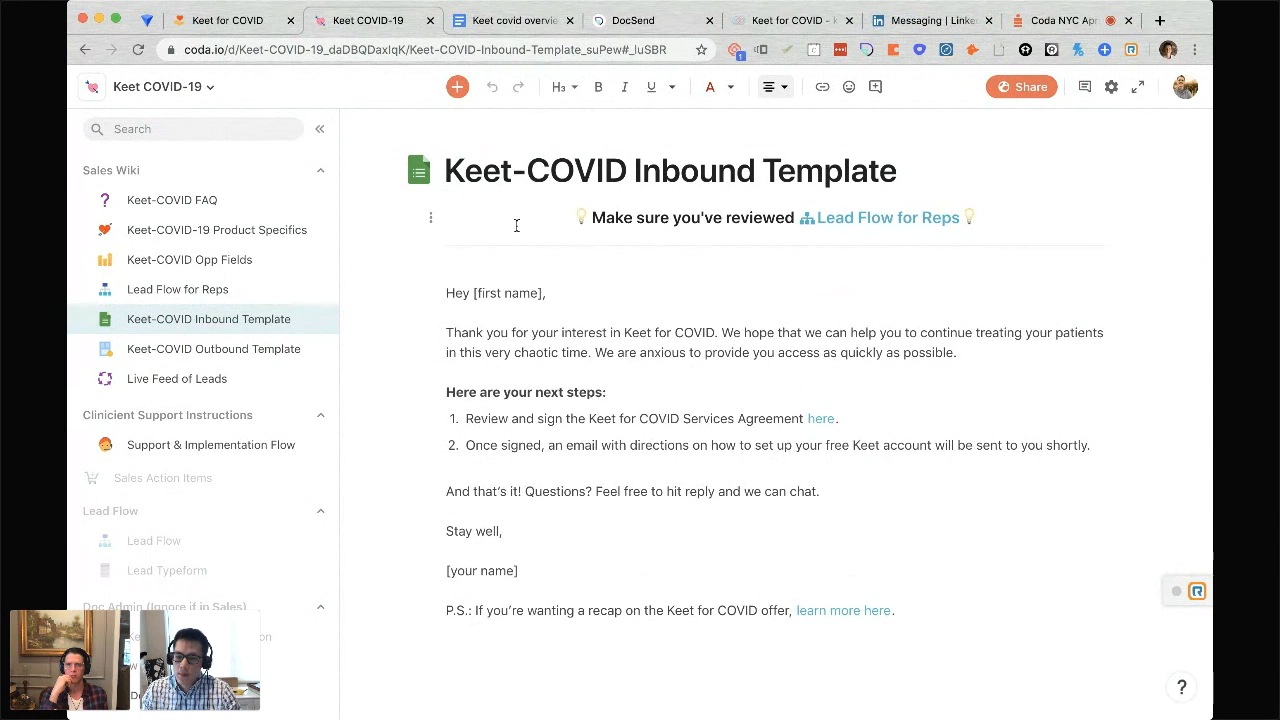 Keet for COVID
Keet COVID-19
Keet covid overvie
DocSend
Keet for COVID - k
Messaging | Linke
Coda NYC Apr
coda.io/d/Keet-COVID-19_daDBQDaxIqK/Keet-COVID-Inbound-Template_suPew#_luSBR
1
Keet COVID-19
H3
B
I
U
A
Share
Search
Sales Wiki
Keet-COVID FAQ
Keet-COVID-19 Product Specifics
Keet-COVID Opp Fields
Lead Flow for Reps
Keet-COVID Inbound Template
Keet-COVID Outbound Template
Live Feed of Leads
Clinicient Support Instructions
Support & Implementation Flow
Sales Action Items
Lead Flow
Lead Flow
Lead Typeform
Doc Admin (Ignore if in Sales)
Keet-COVID Inbound Template
Make sure you've reviewed Lead Flow for Reps
Hey [first name],
Thank you for your interest in Keet for COVID. We hope that we can help you to continue treating your patients
in this very chaotic time. We are anxious to provide you access as quickly as possible.
Here are your next steps:
1. Review and sign the Keet for COVID Services Agreement here.
2. Once signed, an email with directions on how to set up your free Keet account will be sent to you shortly.
And that's it! Questions? Feel free to hit reply and we can chat.
Stay well,
[your name]
P.S.: If you're wanting a recap on the Keet for COVID offer, learn more here.
?